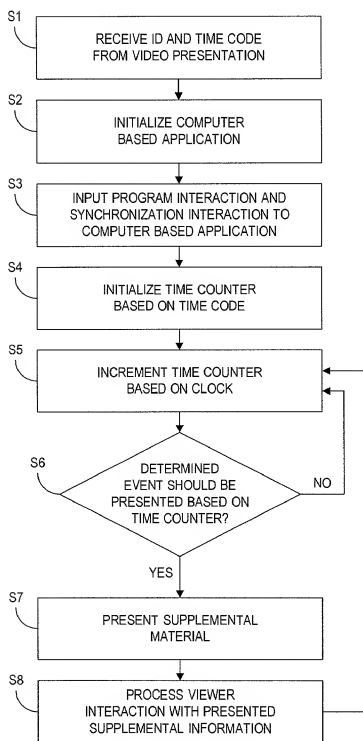 S1
RECEIVE ID AND TIME CODE
FROM VIDEO PRESENTATION
S2
INITIALIZE COMPUTER
BASED APPLICATION
S3
INPUT PROGRAM INTERACTION AND
SYNCHRONIZATION INTERACTION TO
COMPUTER BASED APPLICATION
S4
INITIALIZE TIME COUNTER
BASED ON TIME CODE
S5
INCREMENT TIME COUNTER
BASED ON CLOCK
S6
DETERMINED
EVENT SHOULD BE
PRESENTED BASED ON
TIME COUNTER?
NO
YES
S7
PRESENT SUPPLEMENTAL
MATERIAL
S8
PROCESS VIEWER
INTERACTION WITH PRESENTED
SUPPLEMENTAL INFORMATION